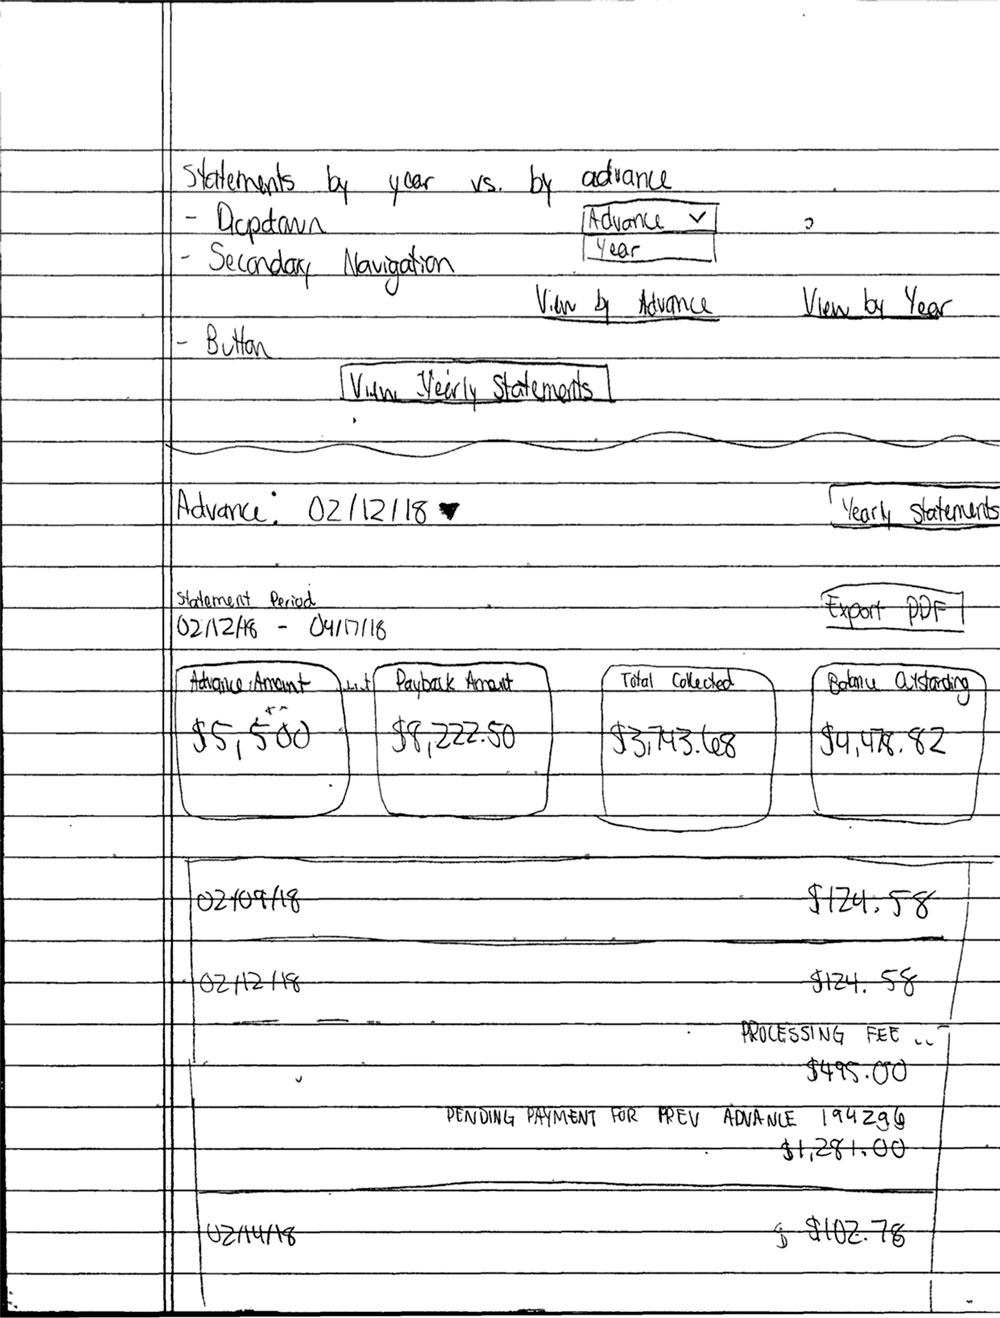 Statements by year vs. by advance
- Dropdown
Advance
Year
- Secondary Navigation
View by Advance View by Year
- Button
View Yearly Statements
Advance: 02/12/18 Yearly Statements
Statement Period
02/12/18 - 04/17/18
Export PDF
Advance Amount Payback Amount Total Collected Balance Outstanding
$5,500 $8,222.50 $3,743.68 $4,478.82
02/09/18 $124.58
02/12/18 $124.58
PROCESSING FEE
$495.00
PENDING PAYMENT FOR PREV ADVANCE 194296
$1,281.00
02/14/18 $102.78